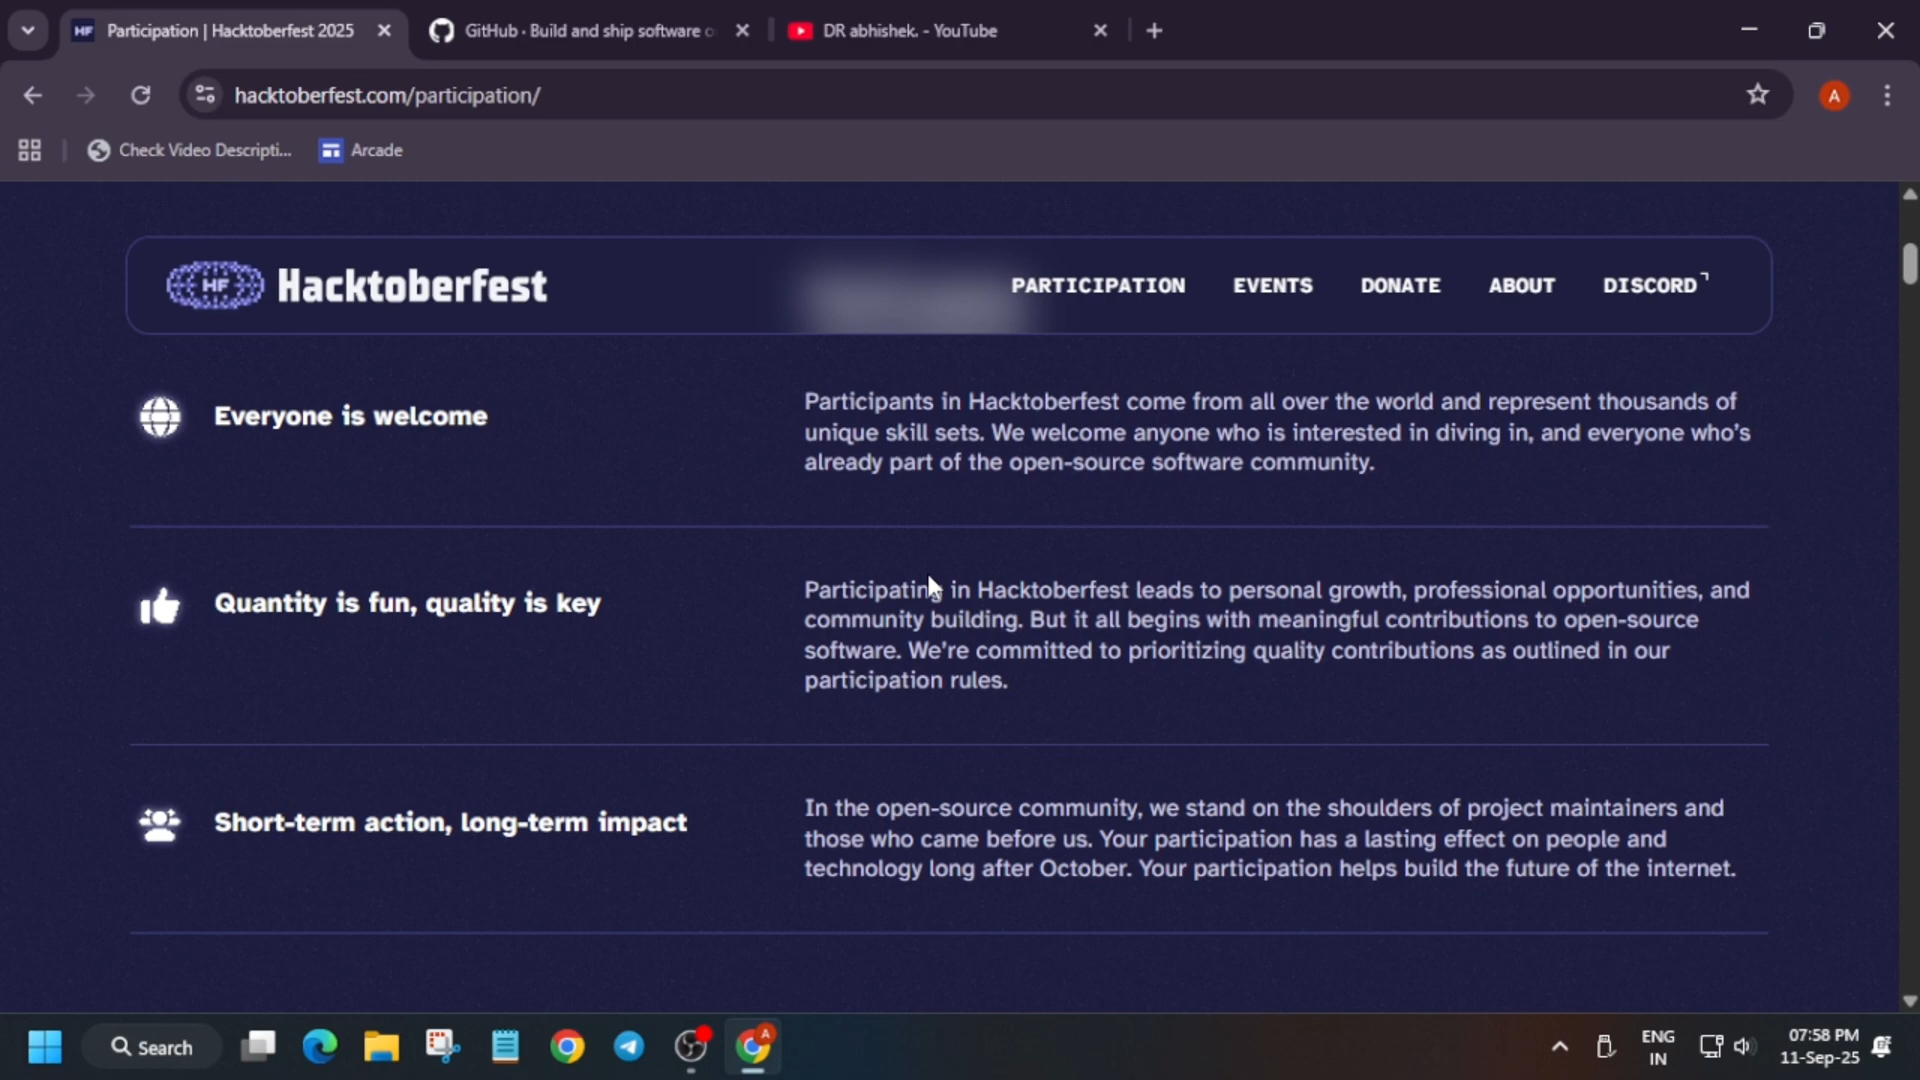 Participation | Hacktoberfest 2025
GitHub · Build and ship software o
DR abhishek. - YouTube
hacktoberfest.com/participation/
A
Check Video Descripti...
Arcade
HF
Hacktoberfest
PARTICIPATION
EVENTS
DONATE
ABOUT
DISCORD
Everyone is welcome
Participants in Hacktoberfest come from all over the world and represent thousands of
unique skill sets. We welcome anyone who is interested in diving in, and everyone who's
already part of the open-source software community.
Quantity is fun, quality is key
Participating in Hacktoberfest leads to personal growth, professional opportunities, and
community building. But it all begins with meaningful contributions to open-source
software. We're committed to prioritizing quality contributions as outlined in our
participation rules.
Short-term action, long-term impact
In the open-source community, we stand on the shoulders of project maintainers and
those who came before us. Your participation has a lasting effect on people and
technology long after October. Your participation helps build the future of the internet.
Search
A
ENG
IN
07:58 PM
11-Sep-25